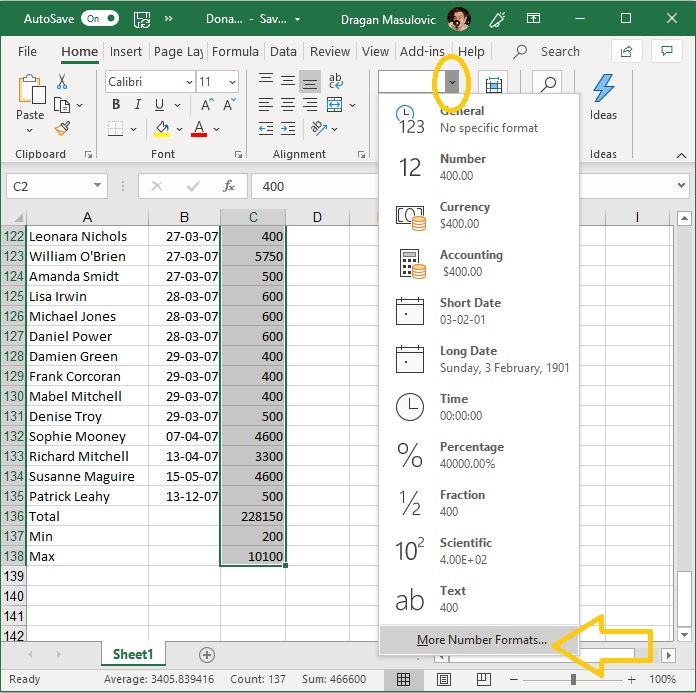 AutoSave On Dona... - Sav... Dragan Masulovic
File Home Insert Page Lay Formula Data Review View Add-ins Help Search
Calibri 11
Paste
B I U A A
A
Ideas
Clipboard Font Alignment Ideas
C2 fx 400
A B C D I
122 Leonara Nichols 27-03-07 400
123 William O'Brien 27-03-07 5750
124 Amanda Smidt 27-03-07 500
125 Lisa Irwin 28-03-07 600
126 Michael Jones 28-03-07 600
127 Daniel Power 28-03-07 600
128 Damien Green 29-03-07 400
129 Frank Corcoran 29-03-07 400
130 Mabel Mitchell 29-03-07 400
131 Denise Troy 29-03-07 500
132 Sophie Mooney 07-04-07 4600
133 Richard Mitchell 13-04-07 3300
134 Susanne Maguire 15-05-07 4600
135 Patrick Leahy 13-12-07 500
136 Total 228150
137 Min 200
138 Max 10100
139
140
141
142
General
123 No specific format
12 Number
400.00
Currency
$400.00
Accounting
$400.00
Short Date
03-02-01
Long Date
Sunday, 3 February, 1901
Time
00:00:00
% Percentage
40000.00%
½ Fraction
400
10² Scientific
4.00E+02
ab Text
400
More Number Formats...
Sheet1
Ready Average: 3405.839416 Count: 137 Sum: 466600 100%